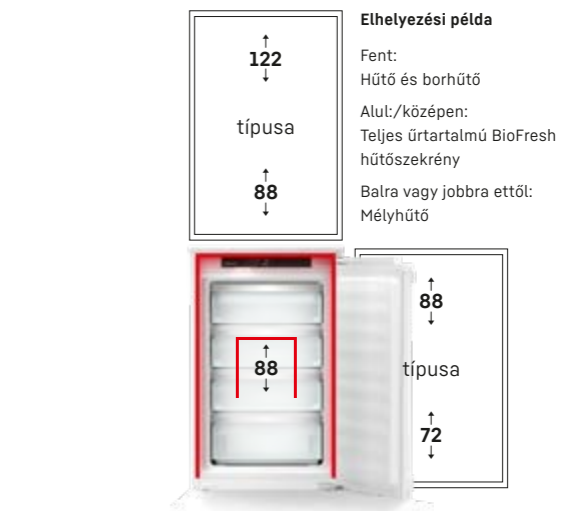 122
típusa
88
Elhelyezési példa
Fent:
Hűtő és borhűtő
Alul:/középen:
Teljes űrtartalmú BioFresh
hűtőszekrény
Balra vagy jobbra ettől:
Mélyhűtő
88
88
típusa
72